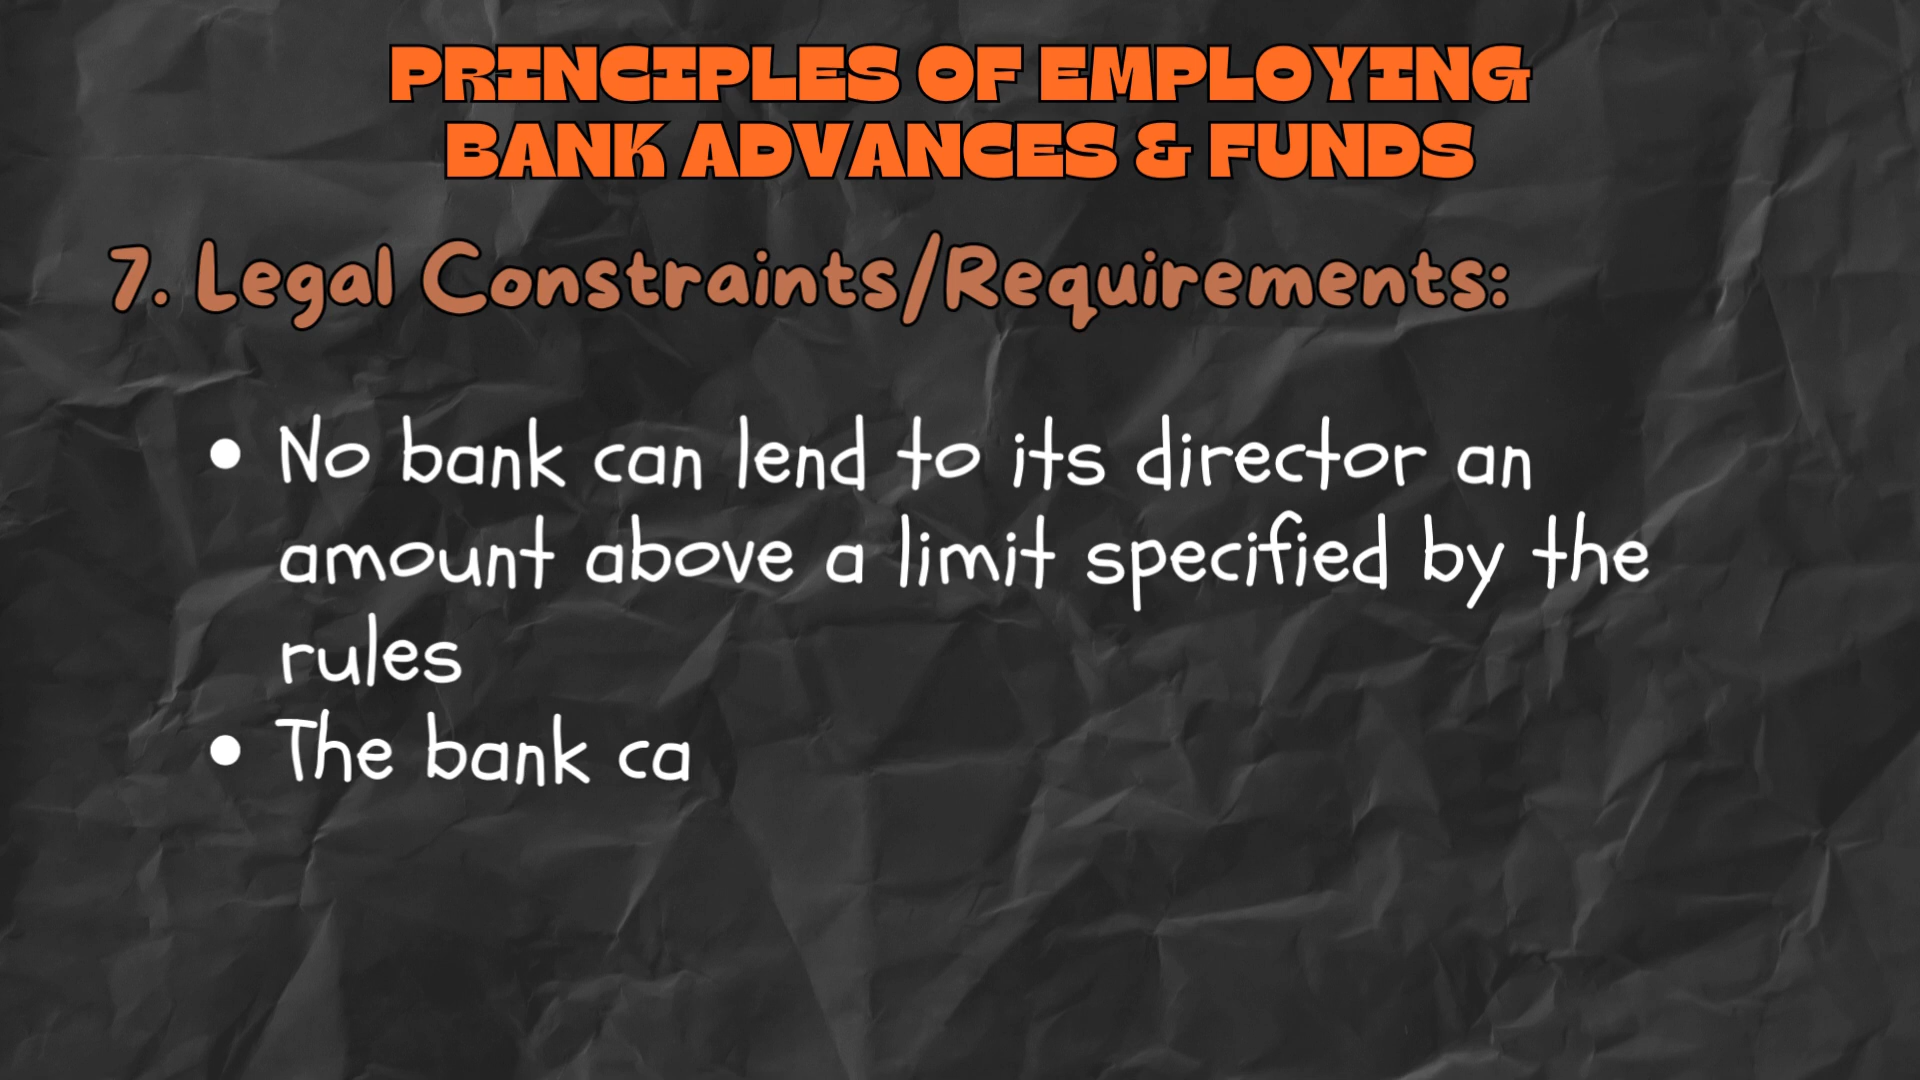 PRINCIPLES OF EMPLOYING
BANK ADVANCES & FUNDS
7. Legal Constraints/Requirements:
• No bank can lend to its director an
amount above a limit specified by the
rules
• The bank ca